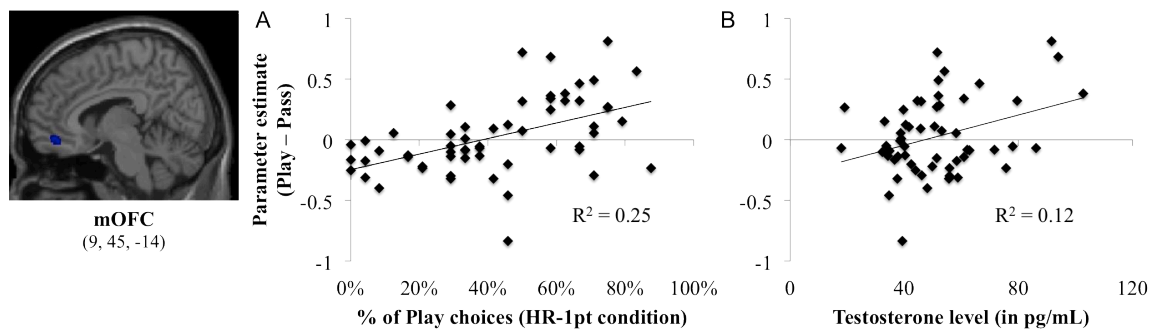 mOFC
(9, 45, -14)
A
Parameter estimate
(Play – Pass)
1
0.5
0
-0.5
-1
R² = 0.25
0%
20%
40%
60%
80%
100%
% of Play choices (HR-1pt condition)
B
1
0.5
0
-0.5
-1
R² = 0.12
0
40
80
120
Testosterone level (in pg/mL)